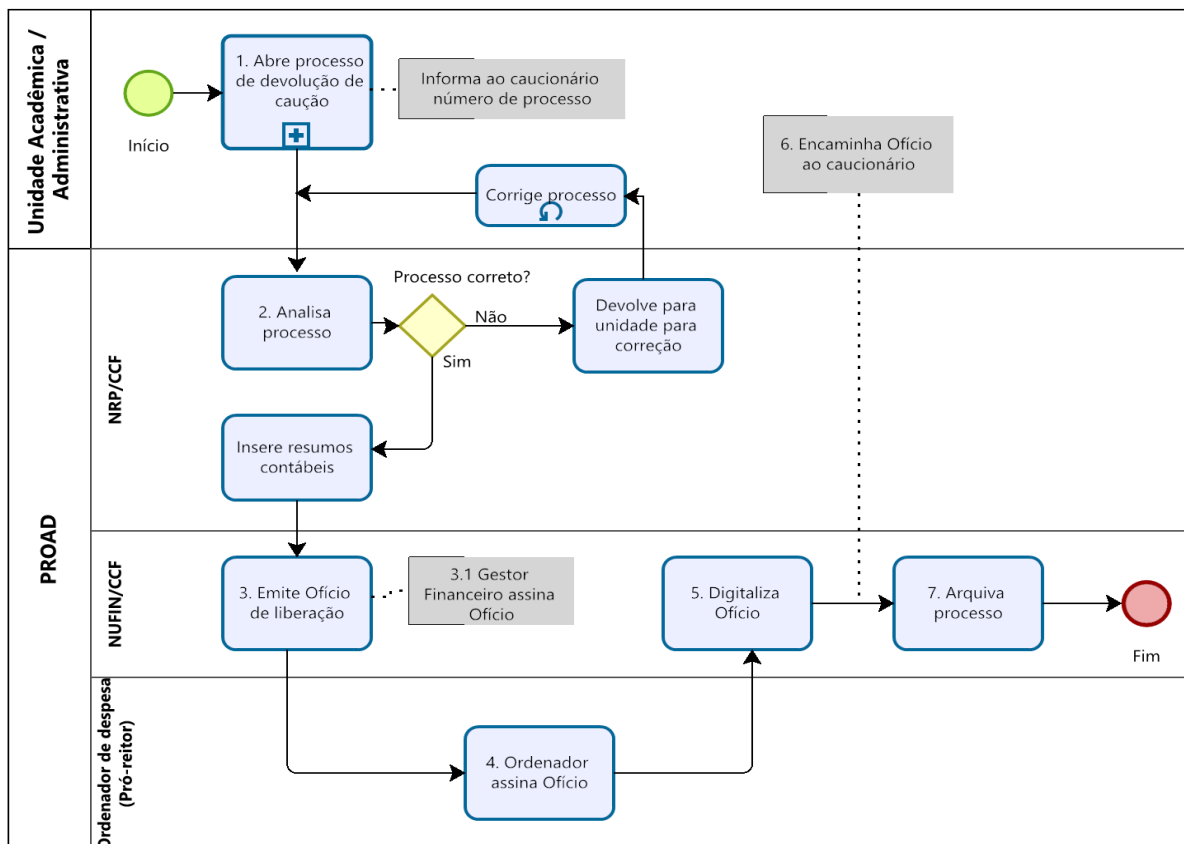 Unidade Acadêmica /
Administrativa
Início
1. Abre processo
de devolução de
caução
Informa ao caucionário
número de processo
6. Encaminha Ofício
ao caucionário
Corrige processo
PROAD
NRP/CCF
2. Analisa
processo
Processo correto?
Não
Sim
Devolve para
unidade para
correção
Insere resumos
contábeis
NUFIN/CCF
3. Emite Ofício
de liberação
3.1 Gestor
Financeiro assina
Ofício
5. Digitaliza
Ofício
7. Arquiva
processo
Fim
Ordenador de despesa
(Pró-reitor)
4. Ordenador
assina Ofício